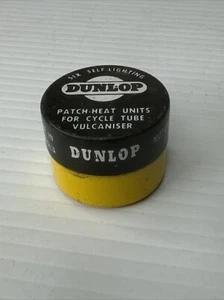 SIX SELF-LIGHTING
DUNLOP
PATCH-HEAT UNITS
FOR CYCLE TUBE
VULCANISER
DUNLOP